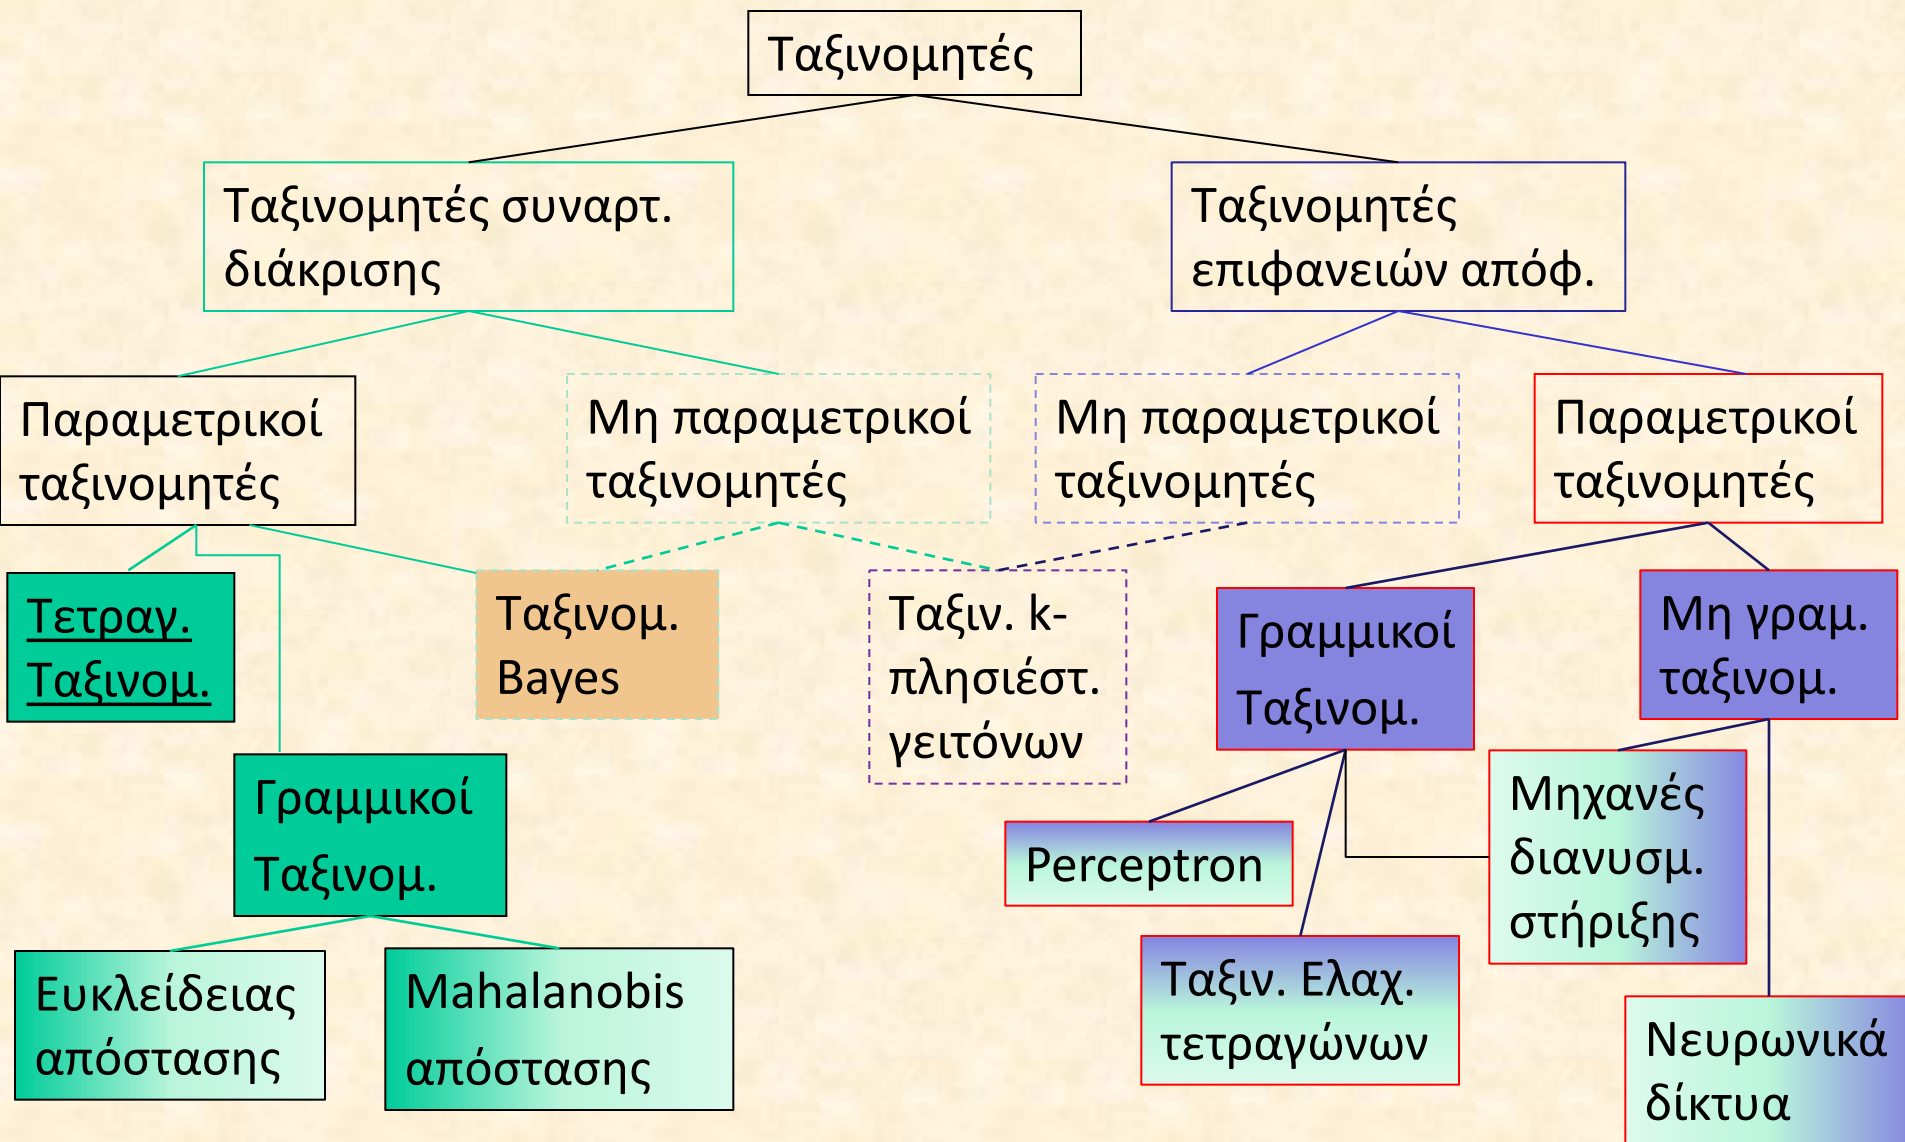 Ταξινομητές
Ταξινομητές συναρτ.
διάκρισης
Ταξινομητές
επιφανειών απόφ.
Παραμετρικοί
ταξινομητές
Μη παραμετρικοί
ταξινομητές
Μη παραμετρικοί
ταξινομητές
Παραμετρικοί
ταξινομητές
Τετραγ.
Ταξινομ.
Ταξινομ.
Bayes
Ταξιν. k-
πλησιέστ.
γειτόνων
Γραμμικοί
Ταξινομ.
Μη γραμ.
ταξινομ.
Γραμμικοί
Ταξινομ.
Perceptron
Μηχανές
διανυσμ.
στήριξης
Ευκλείδειας
απόστασης
Mahalanobis
απόστασης
Ταξιν. Ελαχ.
τετραγώνων
Νευρωνικά
δίκτυα